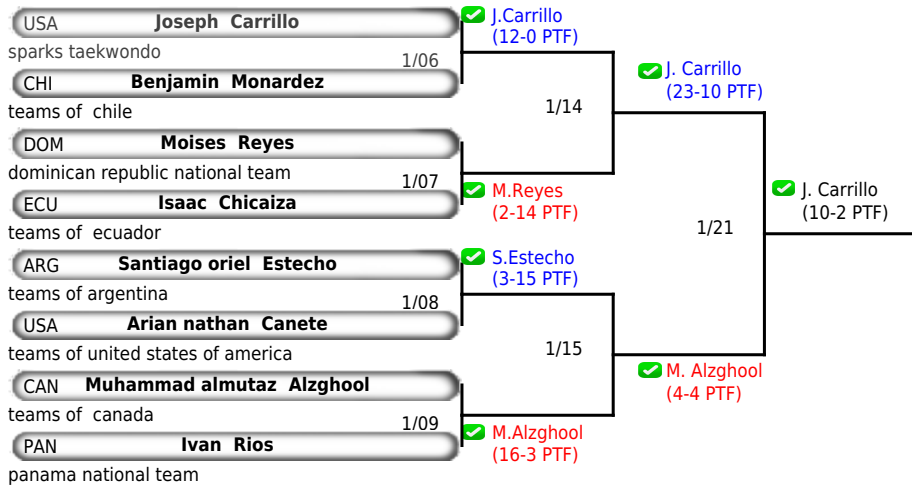 USA Joseph Carrillo
sparks taekwondo
1/06
CHI Benjamin Monardez
teams of chile
DOM Moises Reyes
dominican republic national team
1/07
ECU Isaac Chicaiza
teams of ecuador
ARG Santiago oriel Estecho
teams of argentina
1/08
USA Arian nathan Canete
teams of united states of america
CAN Muhammad almutaz Alzghool
teams of canada
1/09
PAN Ivan Rios
panama national team
J.Carrillo
(12-0 PTF)
1/14
M.Reyes
(2-14 PTF)
S.Estecho
(3-15 PTF)
1/15
M.Alzghool
(16-3 PTF)
J. Carrillo
(23-10 PTF)
1/21
M. Alzghool
(4-4 PTF)
J. Carrillo
(10-2 PTF)